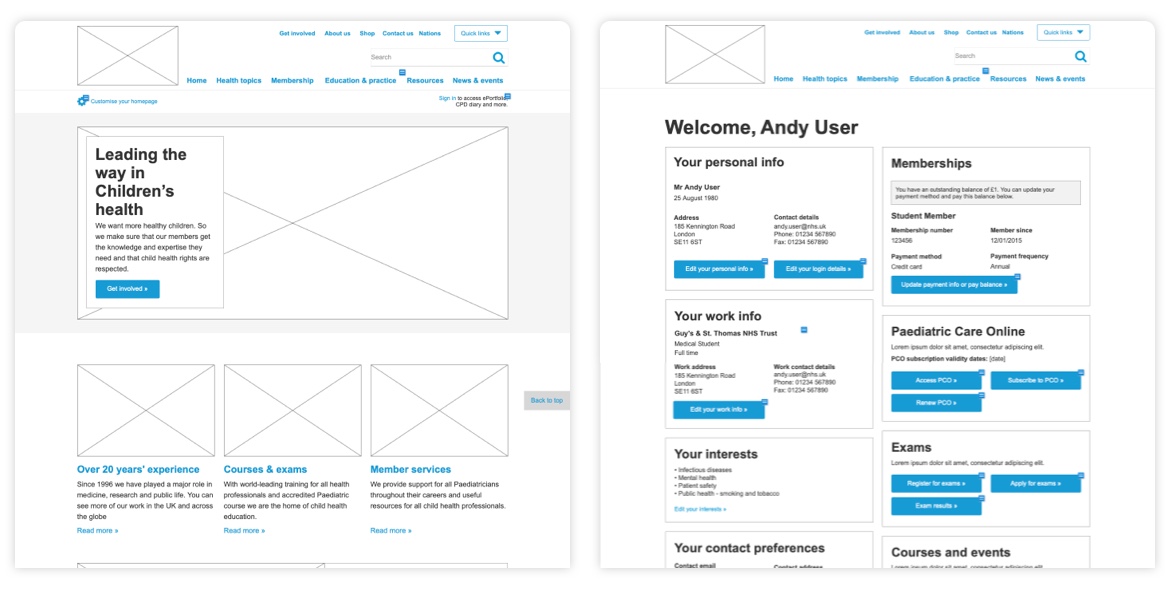 Get involved About us Shop Contact us Nations Quick links
Search
Home Health topics Membership Education & practice Resources News & events
Customise your homepage
Sign in to access ePortfolio
CPD diary and more.
Leading the
way in
Children's
health
We want more healthy children. So
we make sure that our members get
the knowledge and expertise they
need and that child health rights are
respected.
Get involved »
Back to top
Over 20 years' experience
Since 1996 we have played a major role in
medicine, research and public life. You can
see more of our work in the UK and across
the globe
Read more »
Courses & exams
With world-leading training for all health
professionals and accredited Paediatric
course we are the home of child health
education.
Read more »
Member services
We provide support for all Paediatricians
throughout their careers and useful
resources for all child health professionals.
Read more »
Get involved About us Shop Contact us Nations Quick links
Search
Home Health topics Membership Education & practice Resources News & events
Welcome, Andy User
Your personal info
Mr Andy User
25 August 1980
Address
185 Kennington Road
London
SE11 6ST
Contact details
andy.user@nhs.uk
Phone: 01234 567890
Fax: 01234 567890
Edit your personal info »
Edit your login details »
Your work info
Guy's & St. Thomas NHS Trust
Medical Student
Full time
Work address
185 Kennington Road
London
SE11 6ST
Work contact details
andy.user@nhs.uk
Phone: 01234 567890
Fax: 01234 567890
Edit your work info »
Your interests
• Infectious diseases
• Mental health
• Patient safety
• Public health - smoking and tobacco
Edit your interests »
Your contact preferences
Contact email
Contact address
Memberships
You have an outstanding balance of £1. You can update your
payment method and pay this balance below.
Student Member
Membership number
123456
Member since
12/01/2015
Payment method
Credit card
Payment frequency
Annual
Update payment info or pay balance »
Paediatric Care Online
Lorem ipsum dolor sit amet, consectetur adipiscing elit.
PCO subscription validity dates: [date]
Access PCO »
Subscribe to PCO »
Renew PCO »
Exams
Lorem ipsum dolor sit amet, consectetur adipiscing elit.
Register for exams »
Apply for exams »
Exam results »
Courses and events